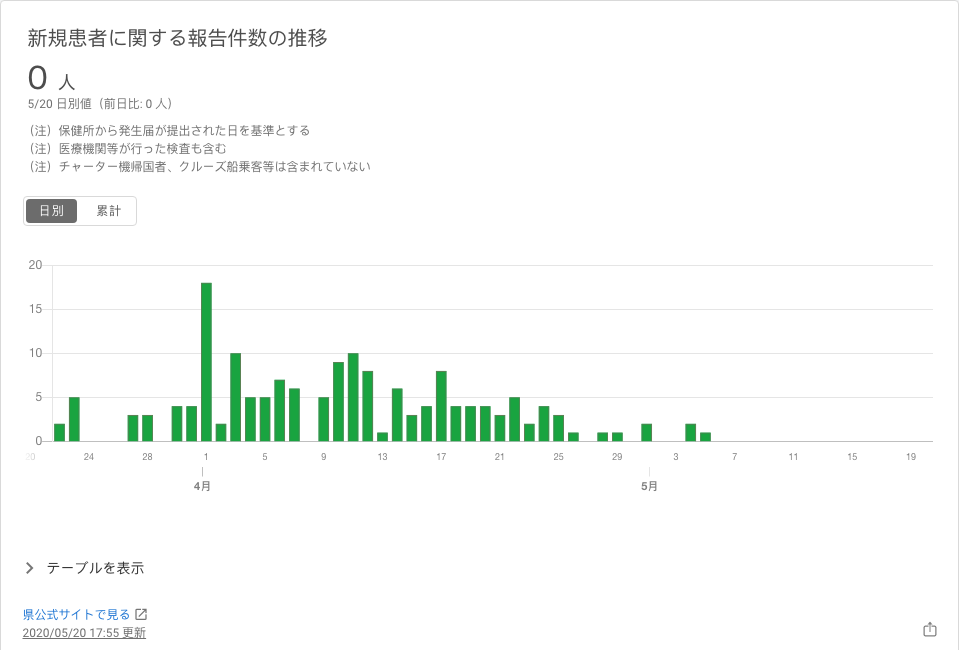 新規患者に関する報告件数の推移
0 人
5/20 日別値（前日比: 0 人）
（注）保健所から発生届が提出された日を基準とする
（注）医療機関等が行った検査も含む
（注）チャーター機帰国者、クルーズ船乗客等は含まれていない
日別 累計
20
15
10
5
0
20 24 28 1 5 9 13 17 21 25 29 3 7 11 15 19
4月 5月
テーブルを表示
県公式サイトで見る
2020/05/20 17:55 更新